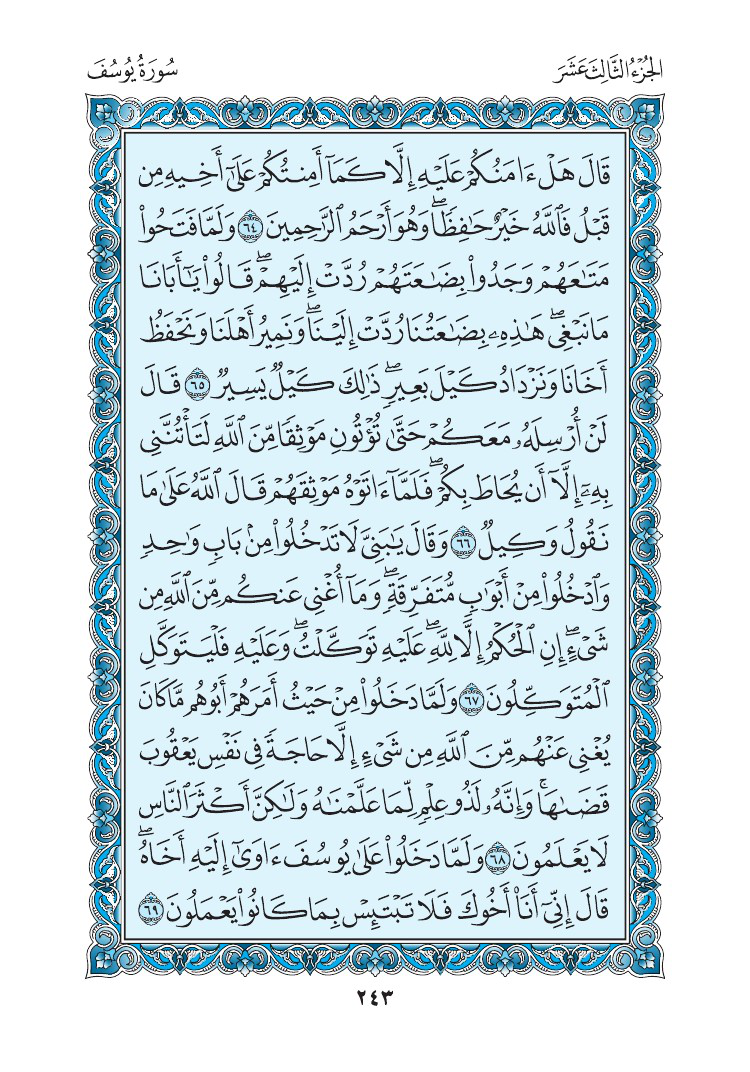 الجُزْءُ الثَّالِثَ عَشَرَ
سُورَةُ يُوسُفَ
قَالَ هَلْ ءَامَنُكُمْ عَلَيْهِ إِلَّا كَمَآ أَمِنتُكُمْ عَلَىٰٓ أَخِيهِ مِن
قَبْلُ فَٱللَّهُ خَيْرٌ حَٰفِظًاۖ وَهُوَ أَرْحَمُ ٱلرَّٰحِمِينَ ٦٤ وَلَمَّا فَتَحُوا۟
مَتَٰعَهُمْ وَجَدُوا۟ بِضَٰعَتَهُمْ رُدَّتْ إِلَيْهِمْۖ قَالُوا۟ يَٰٓأَبَانَا
مَا نَبْغِىۖ هَٰذِهِۦ بِضَٰعَتُنَا رُدَّتْ إِلَيْنَاۖ وَنَمِيرُ أَهْلَنَا وَنَحْفَظُ
أَخَانَا وَنَزْدَادُ كَيْلَ بَعِيرٍۖ ذَٰلِكَ كَيْلٌ يَسِيرٌ ٦٥ قَالَ
لَنْ أُرْسِلَهُۥ مَعَكُمْ حَتَّىٰ تُؤْتُونِ مَوْثِقًا مِّنَ ٱللَّهِ لَتَأْتُنَّنِى
بِهِۦٓ إِلَّآ أَن يُحَاطَ بِكُمْۖ فَلَمَّآ ءَاتَوْهُ مَوْثِقَهُمْ قَالَ ٱللَّهُ عَلَىٰ مَا
نَقُولُ وَكِيلٌ ٦٦ وَقَالَ يَٰبَنِىَّ لَا تَدْخُلُوا۟ مِنۢ بَابٍ وَٰحِدٍ
وَٱدْخُلُوا۟ مِنْ أَبْوَٰبٍ مُّتَفَرِّقَةٍۖ وَمَآ أُغْنِى عَنكُم مِّنَ ٱللَّهِ مِن
شَىْءٍۖ إِنِ ٱلْحُكْمُ إِلَّا لِلَّهِۖ عَلَيْهِ تَوَكَّلْتُۖ وَعَلَيْهِ فَلْيَتَوَكَّلِ
ٱلْمُتَوَكِّلُونَ ٦٧ وَلَمَّا دَخَلُوا۟ مِنْ حَيْثُ أَمَرَهُمْ أَبُوهُم مَّا كَانَ
يُغْنِى عَنْهُم مِّنَ ٱللَّهِ مِن شَىْءٍ إِلَّا حَاجَةً فِى نَفْسِ يَعْقُوبَ
قَضَىٰهَاۚ وَإِنَّهُۥ لَذُو عِلْمٍ لِّمَا عَلَّمْنَٰهُ وَلَٰكِنَّ أَكْثَرَ ٱلنَّاسِ
لَا يَعْلَمُونَ ٦٨ وَلَمَّا دَخَلُوا۟ عَلَىٰ يُوسُفَ ءَاوَىٰٓ إِلَيْهِ أَخَاهُۖ
قَالَ إِنِّىٓ أَنَا۠ أَخُوكَ فَلَا تَبْتَئِسْ بِمَا كَانُوا۟ يَعْمَلُونَ ٦٩
٢٤٣